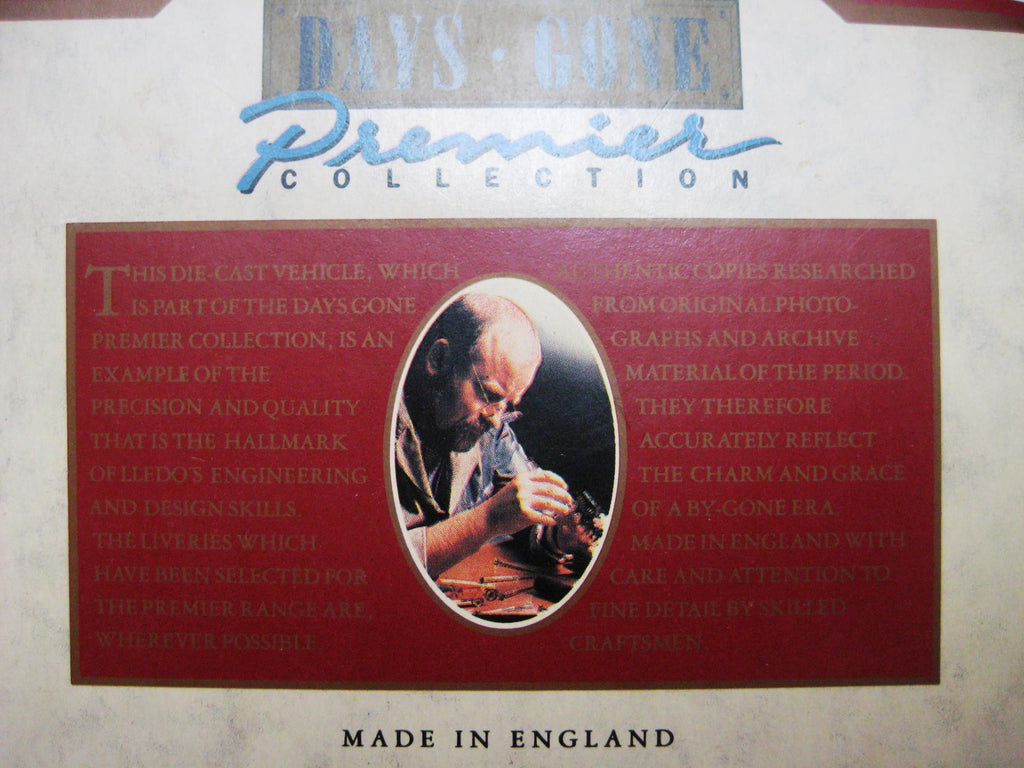 DAYS · GONE
Premier
COLLECTION
THIS DIE-CAST VEHICLE, WHICH
IS PART OF THE DAYS GONE
PREMIER COLLECTION, IS AN
EXAMPLE OF THE
PRECISION AND QUALITY
THAT IS THE HALLMARK
OF LLEDO'S ENGINEERING
AND DESIGN SKILLS.
THE LIVERIES WHICH
HAVE BEEN SELECTED FOR
THE PREMIER RANGE ARE,
WHEREVER POSSIBLE,
AUTHENTIC COPIES RESEARCHED
FROM ORIGINAL PHOTO-
GRAPHS AND ARCHIVE
MATERIAL OF THE PERIOD.
THEY THEREFORE
ACCURATELY REFLECT
THE CHARM AND GRACE
OF A BY-GONE ERA.
MADE IN ENGLAND WITH
CARE AND ATTENTION TO
FINE DETAIL BY SKILLED
CRAFTSMEN.
MADE IN ENGLAND